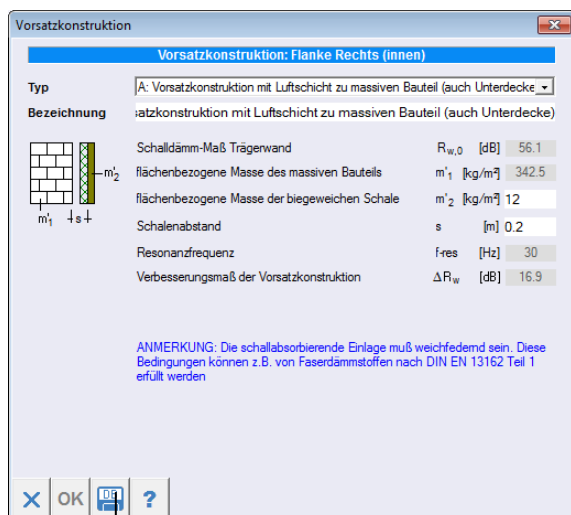 Vorsatzkonstruktion
Vorsatzkonstruktion: Flanke Rechts (innen)
Typ A: Vorsatzkonstruktion mit Luftschicht zu massiven Bauteil (auch Unterdecke
Bezeichnung satzkonstruktion mit Luftschicht zu massiven Bauteil (auch Unterdecke)
Schalldämm-Maß Trägerwand R w,0 [dB] 56.1
flächenbezogene Masse des massiven Bauteils m'1 [kg/m²] 342.5
flächenbezogene Masse der biegeweichen Schale m'2 [kg/m²] 12
Schalenabstand s [m] 0.2
Resonanzfrequenz f-res [Hz] 30
Verbesserungsmaß der Vorsatzkonstruktion ΔRw [dB] 16.9
m'2
m'1 s
ANMERKUNG: Die schallabsorbierende Einlage muß weichfedernd sein. Diese
Bedingungen können z.B. von Faserdämmstoffen nach DIN EN 13162 Teil 1
erfüllt werden
OK DB ?